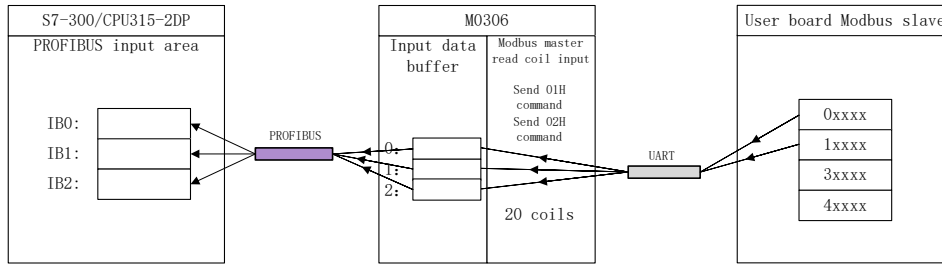 S7-300/CPU315-2DP
PROFIBUS input area
IB0:
IB1:
IB2:
PROFIBUS
M0306
Input data
buffer
0:
1:
2:
Modbus master
read coil input
Send 01H
command
Send 02H
command
20 coils
UART
User board Modbus slave
0xxxx
1xxxx
3xxxx
4xxxx